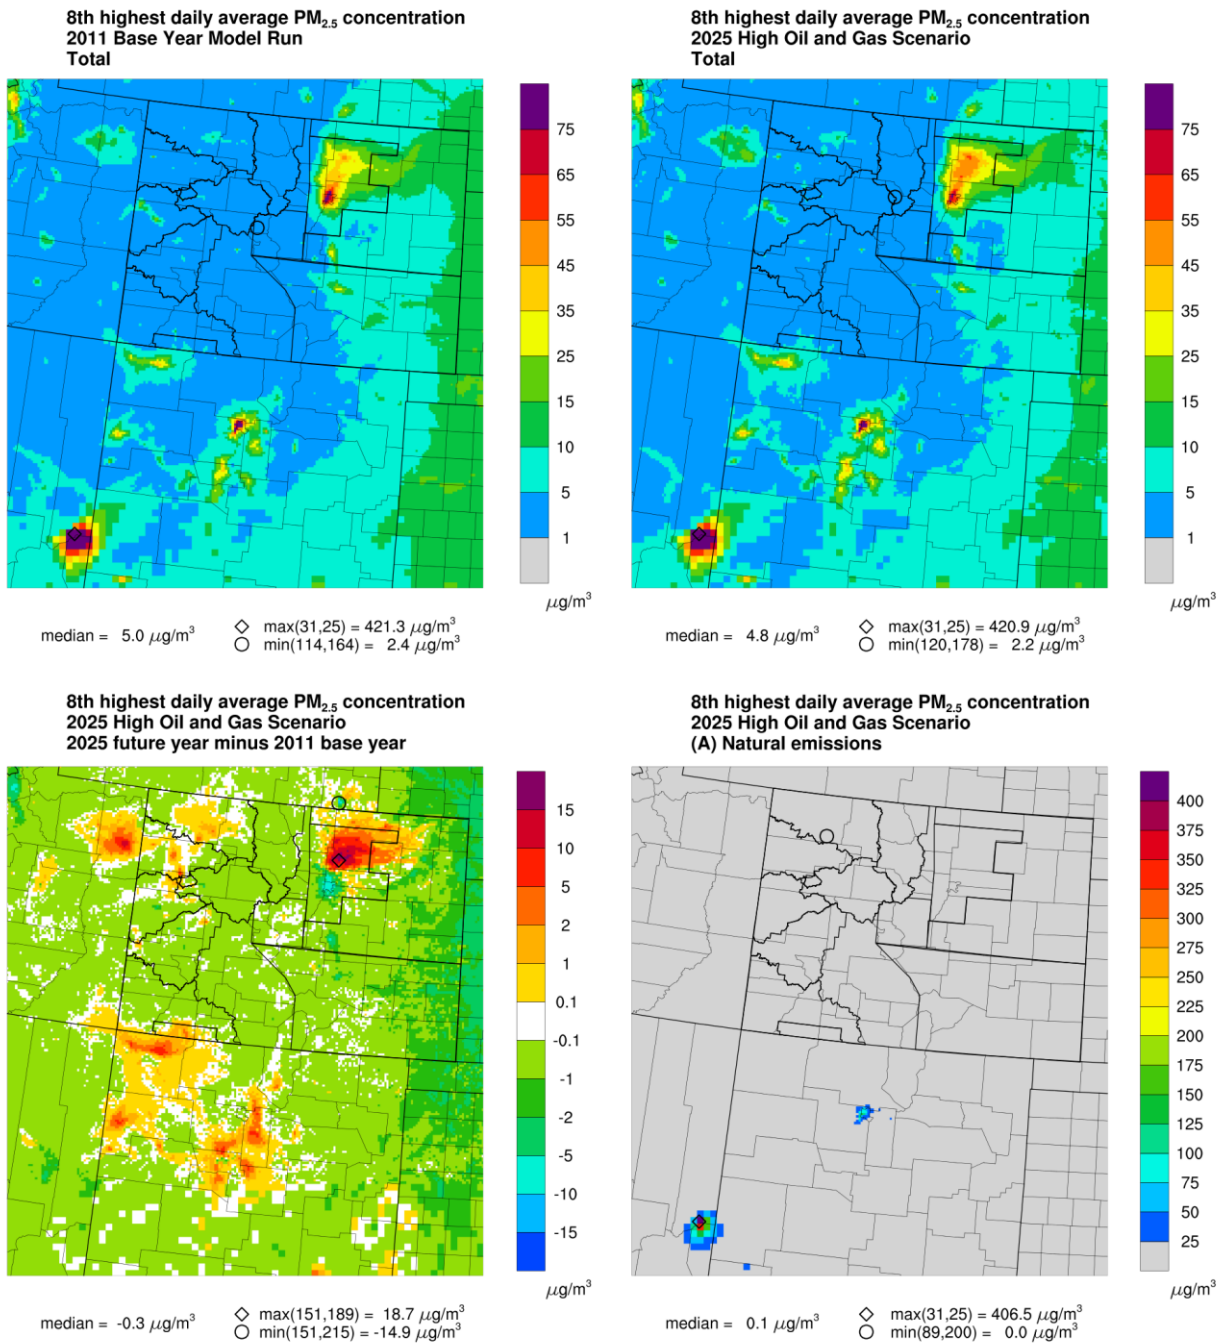 8th highest daily average PM2.5 concentration
2011 Base Year Model Run
Total
75
65
55
45
35
25
15
10
5
1
μg/m3
median = 5.0 μg/m3
max(31,25) = 421.3 μg/m3
min(114,164) = 2.4 μg/m3
8th highest daily average PM2.5 concentration
2025 High Oil and Gas Scenario
Total
75
65
55
45
35
25
15
10
5
1
μg/m3
median = 4.8 μg/m3
max(31,25) = 420.9 μg/m3
min(120,178) = 2.2 μg/m3
8th highest daily average PM2.5 concentration
2025 High Oil and Gas Scenario
2025 future year minus 2011 base year
15
10
5
2
1
0.1
-0.1
-1
-2
-5
-10
-15
μg/m3
median = -0.3 μg/m3
max(151,189) = 18.7 μg/m3
min(151,215) = -14.9 μg/m3
8th highest daily average PM2.5 concentration
2025 High Oil and Gas Scenario
(A) Natural emissions
400
375
350
325
300
275
250
225
200
175
150
125
100
75
50
25
μg/m3
median = 0.1 μg/m3
max(31,25) = 406.5 μg/m3
min(89,200) = 0.0 μg/m3